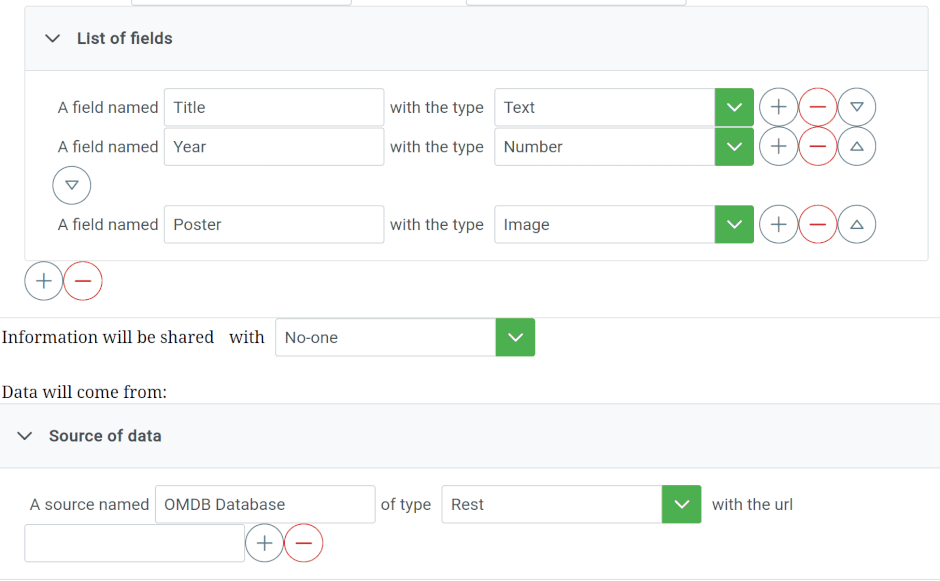 List of fields
A field named Title with the type Text
A field named Year with the type Number
A field named Poster with the type Image
Information will be shared with No-one
Data will come from:
Source of data
A source named OMDB Database of type Rest with the url